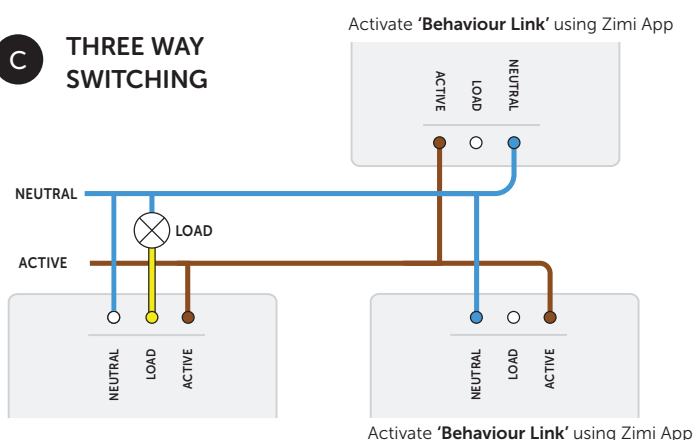 Activate 'Behaviour Link' using Zimi App
C
THREE WAY
SWITCHING
ACTIVE
LOAD
NEUTRAL
NEUTRAL
LOAD
ACTIVE
NEUTRAL
LOAD
ACTIVE
NEUTRAL
LOAD
ACTIVE
Activate 'Behaviour Link' using Zimi App